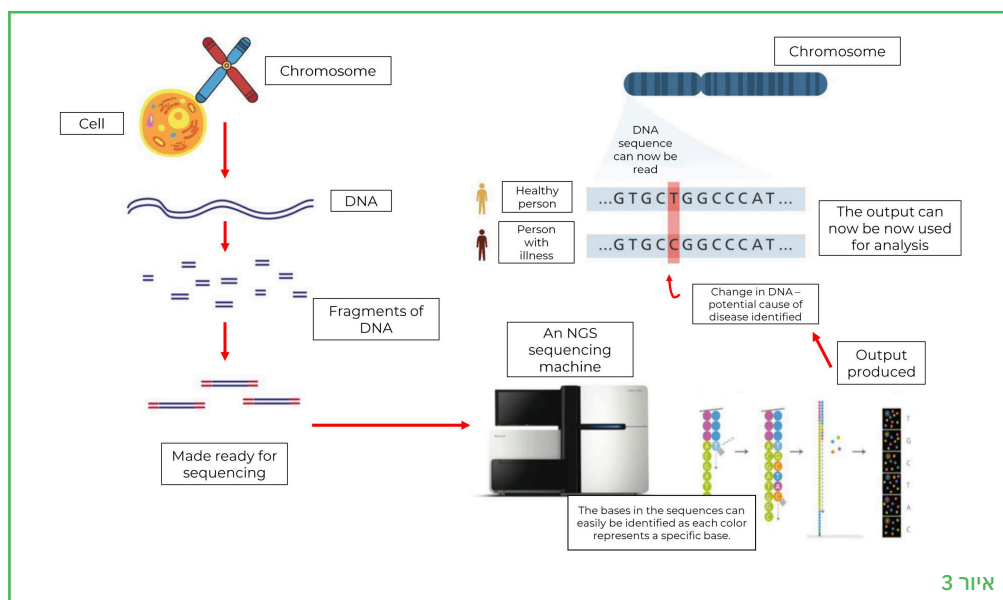 Chromosome
Cell
DNA
Fragments of
DNA
Made ready for
sequencing
An NGS
sequencing
machine
The bases in the sequences can
easily be identified as each color
represents a specific base.
A
C
G
A
T
T
A
C
G
A
T
G
C
C
T
G
C
T
A
C
T
G
C
T
A
C
Output
produced
Change in DNA –
potential cause of
disease identified
Chromosome
DNA
sequence
can now be
read
Healthy
person
...GTGCTGGCCCAT...
Person
with
illness
...GTGCCGGCCCAT...
The output can
now be now used
for analysis
איור 3